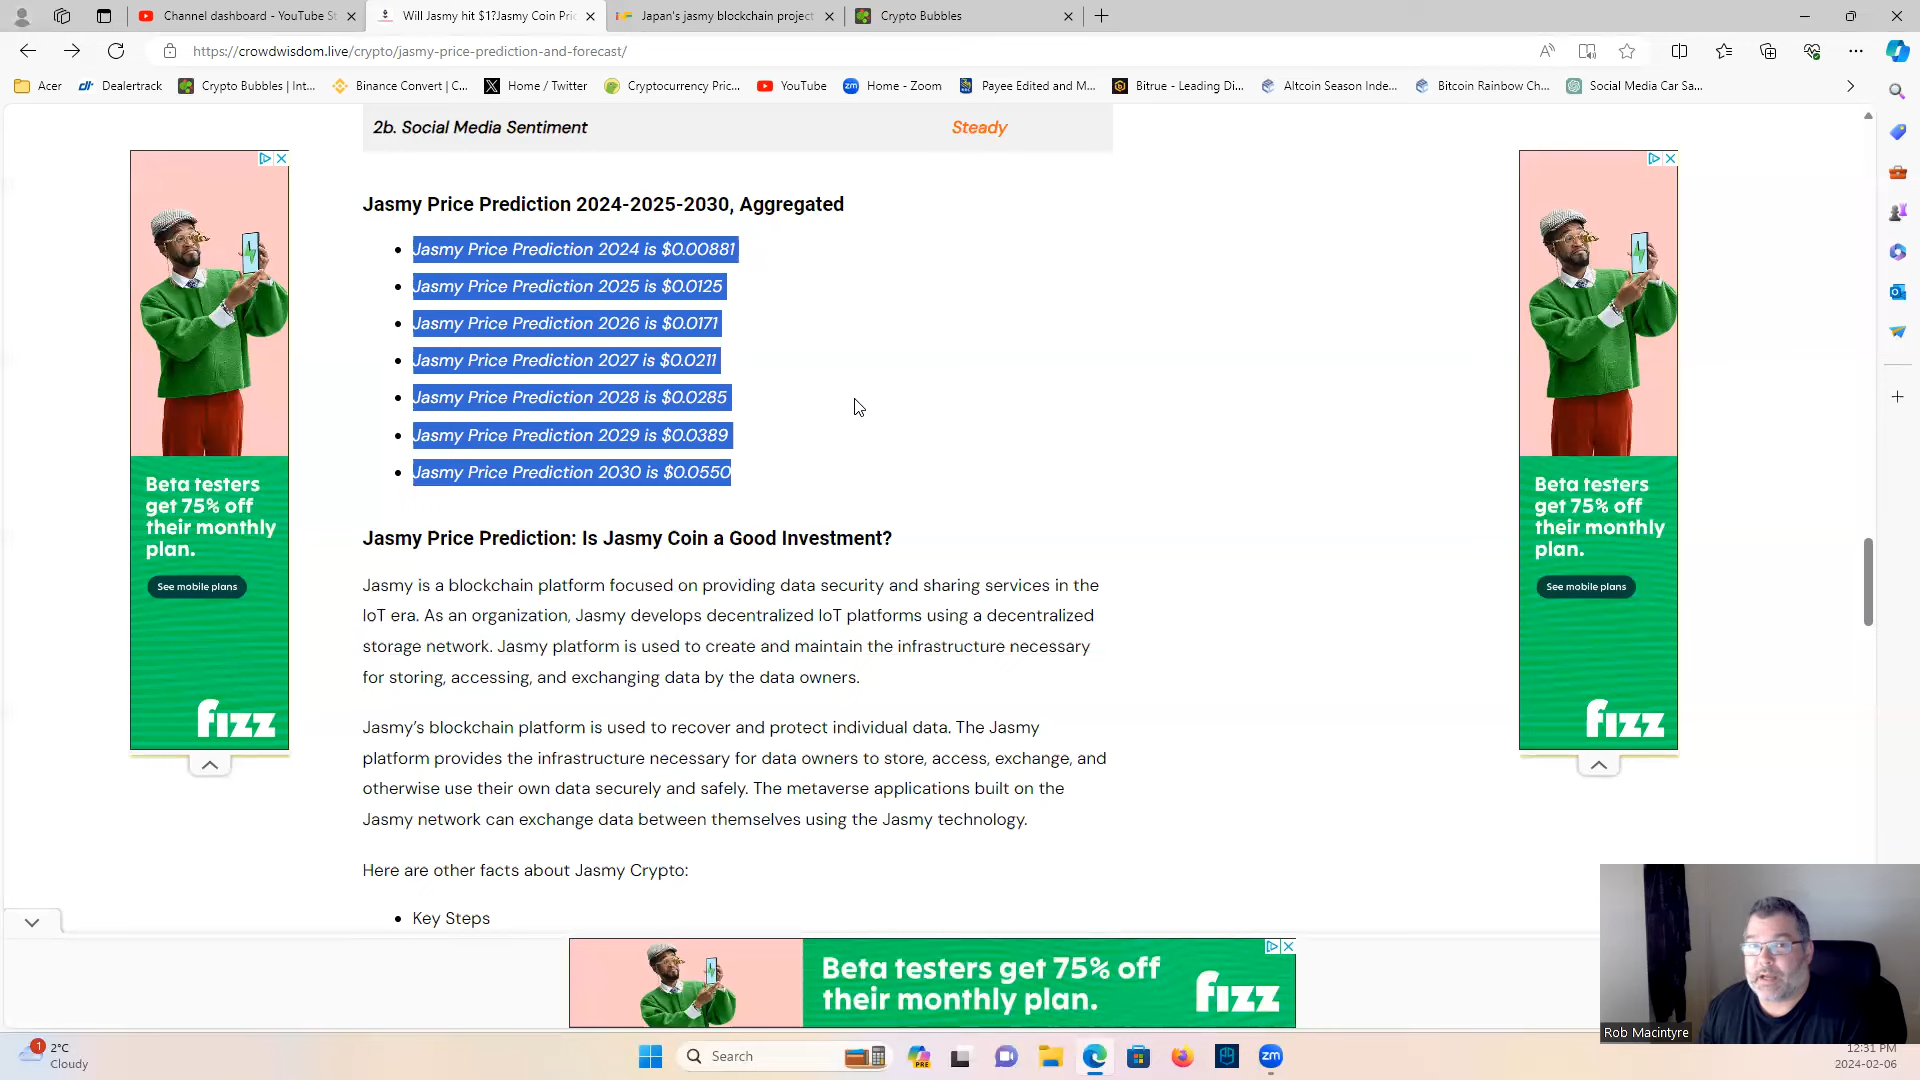 Channel dashboard - YouTube St
Will Jasmy hit $1?Jasmy Coin Pric
Japan's jasmy blockchain project
Crypto Bubbles
https://crowdwisdom.live/crypto/jasmy-price-prediction-and-forecast/
Acer
Dealertrack
Crypto Bubbles | Int...
Binance Convert | C...
Home / Twitter
Cryptocurrency Pric...
YouTube
Home - Zoom
Payee Edited and M...
Bitrue - Leading Di...
Altcoin Season Inde...
Bitcoin Rainbow Ch...
Social Media Car Sa...
2b. Social Media Sentiment
Steady
Jasmy Price Prediction 2024-2025-2030, Aggregated
• Jasmy Price Prediction 2024 is $0.00881
• Jasmy Price Prediction 2025 is $0.0125
• Jasmy Price Prediction 2026 is $0.0171
• Jasmy Price Prediction 2027 is $0.0211
• Jasmy Price Prediction 2028 is $0.0285
• Jasmy Price Prediction 2029 is $0.0389
• Jasmy Price Prediction 2030 is $0.0550
Jasmy Price Prediction: Is Jasmy Coin a Good Investment?
Jasmy is a blockchain platform focused on providing data security and sharing services in the
IoT era. As an organization, Jasmy develops decentralized IoT platforms using a decentralized
storage network. Jasmy platform is used to create and maintain the infrastructure necessary
for storing, accessing, and exchanging data by the data owners.
Jasmy's blockchain platform is used to recover and protect individual data. The Jasmy
platform provides the infrastructure necessary for data owners to store, access, exchange, and
otherwise use their own data securely and safely. The metaverse applications built on the
Jasmy network can exchange data between themselves using the Jasmy technology.
Here are other facts about Jasmy Crypto:
• Key Steps
Beta testers
get 75% off
their monthly
plan.
See mobile plans
fizz
Beta testers
get 75% off
their monthly
plan.
See mobile plans
fizz
Beta testers get 75% off
their monthly plan.
fizz
Rob Macintyre
1
2°C
Cloudy
Search
PRE
zm
12:31 PM
2024-02-06